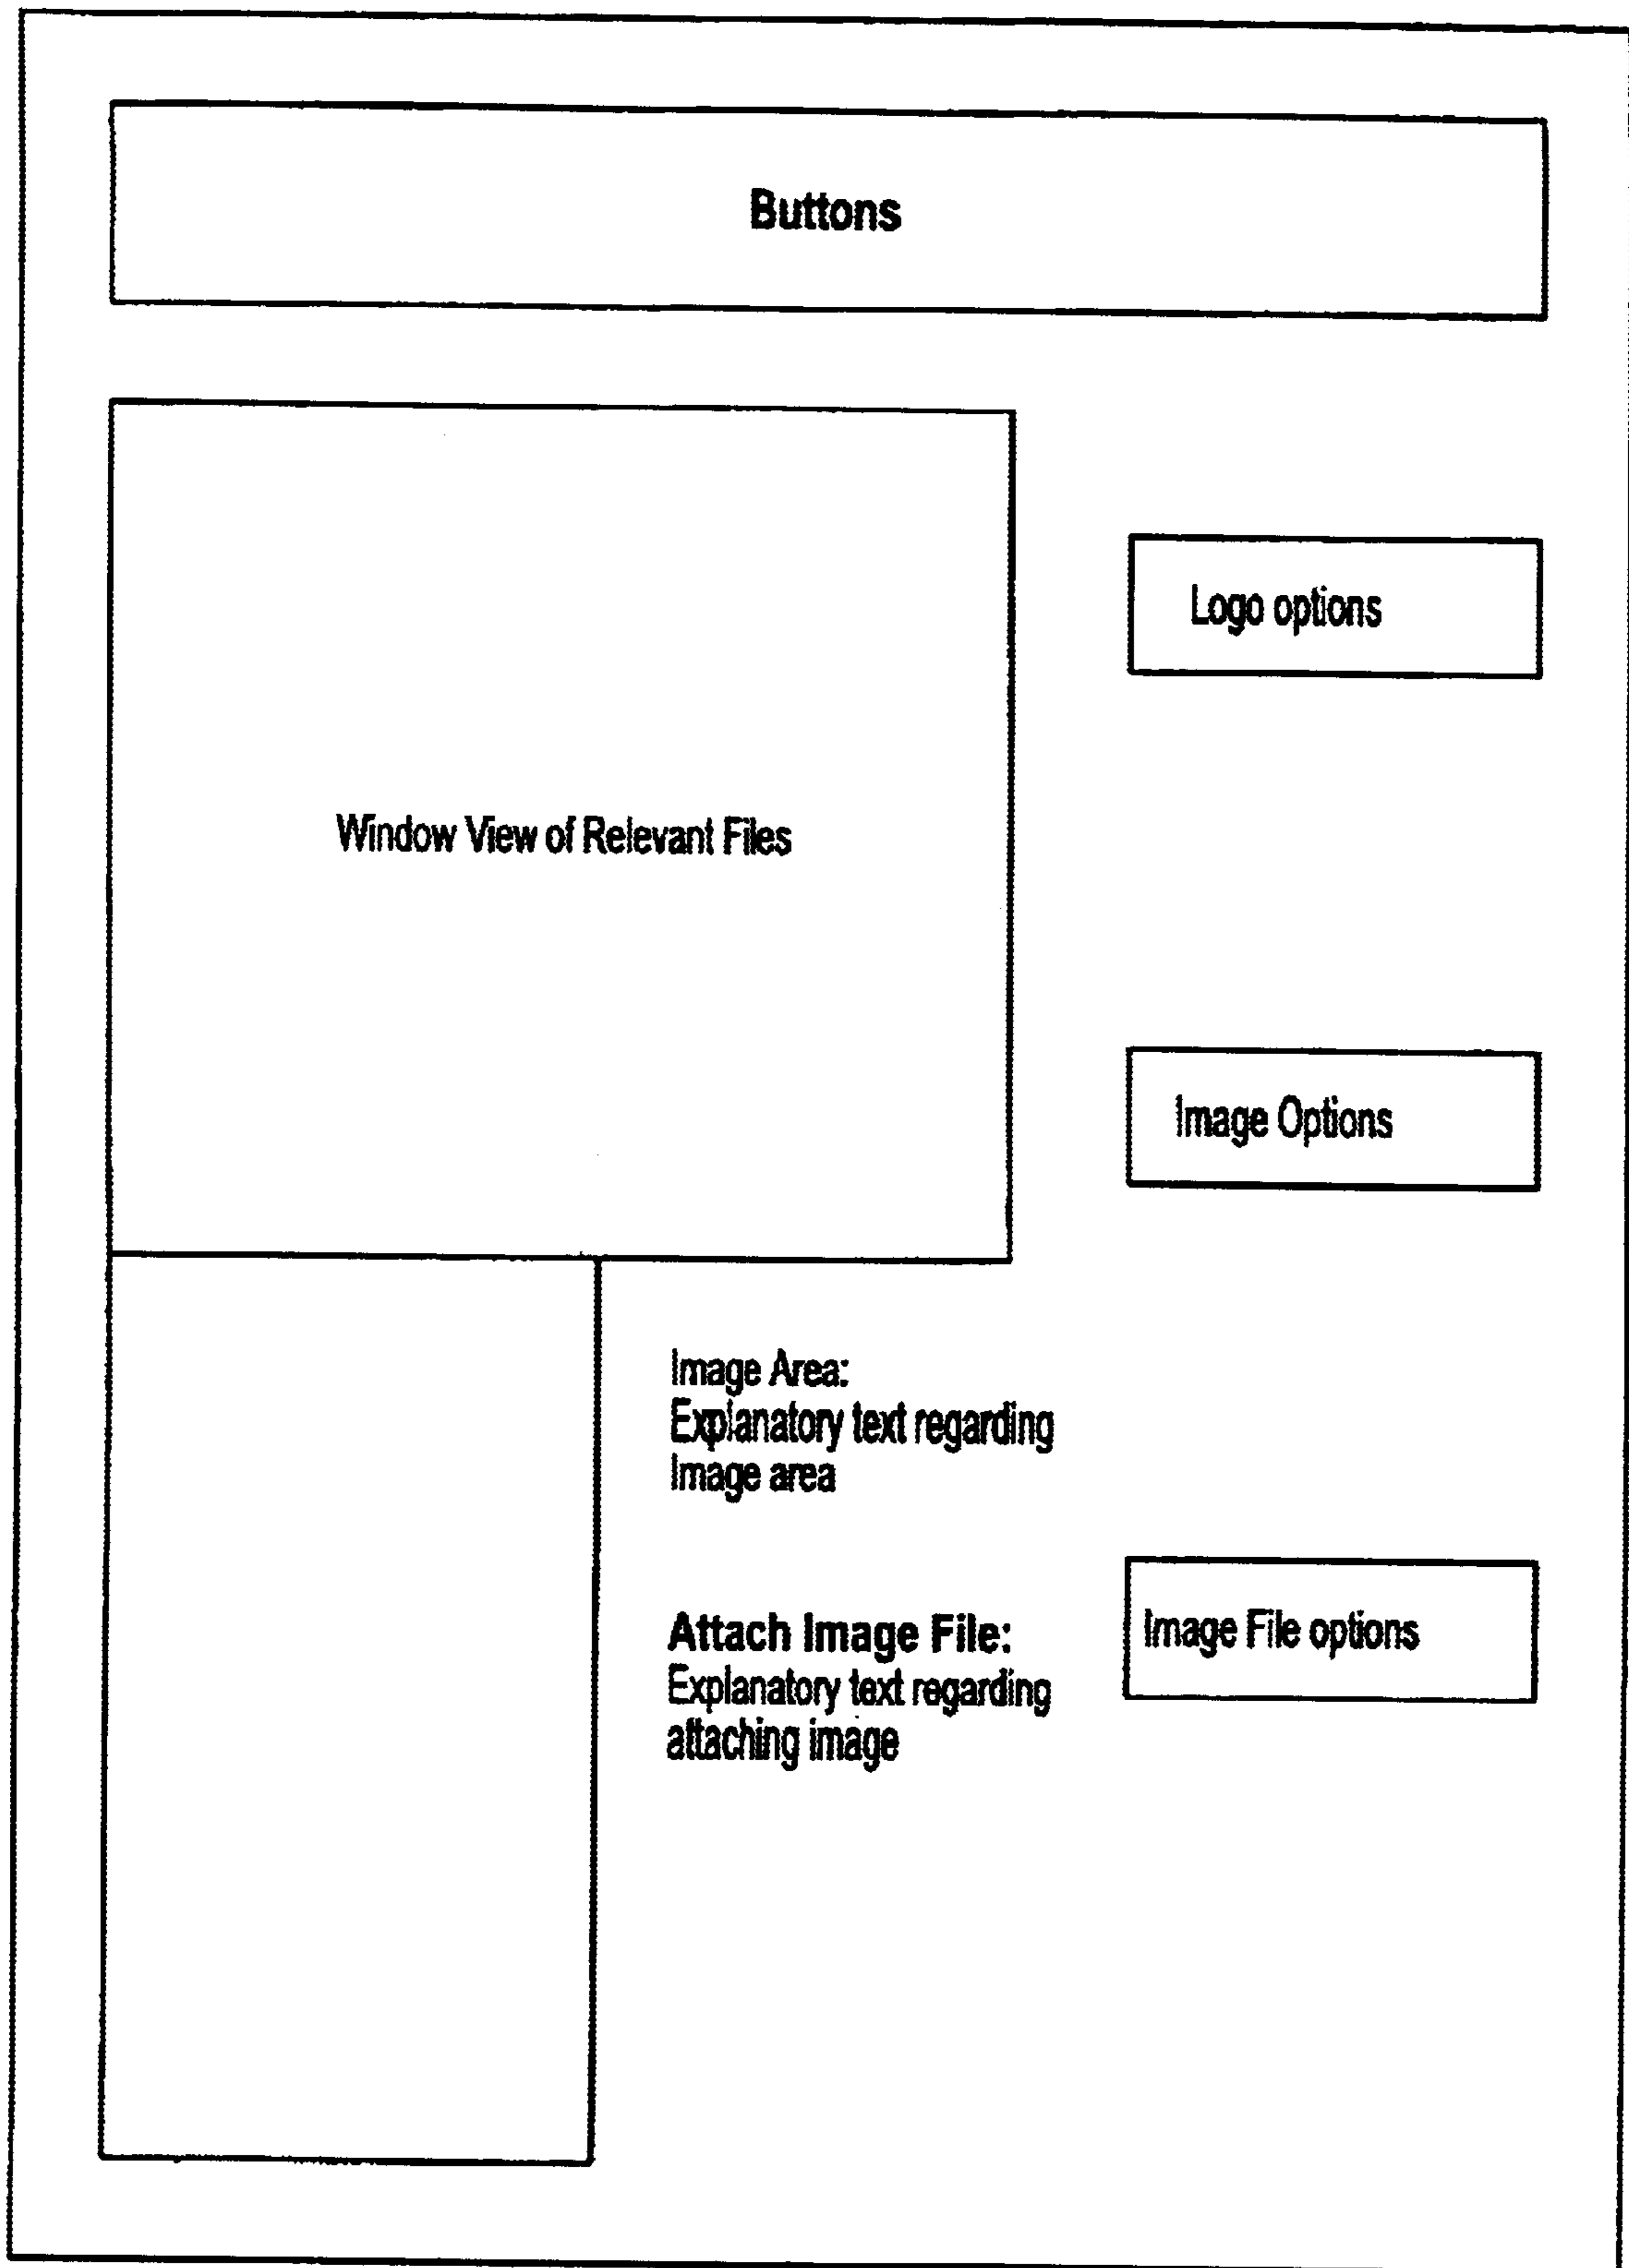 Buttons
Logo options
Window View of Relevant Files
Image Options
Image Area:
Explanatory text regarding
Image area
Attach Image File:
Explanatory text regarding
attaching image
Image File options